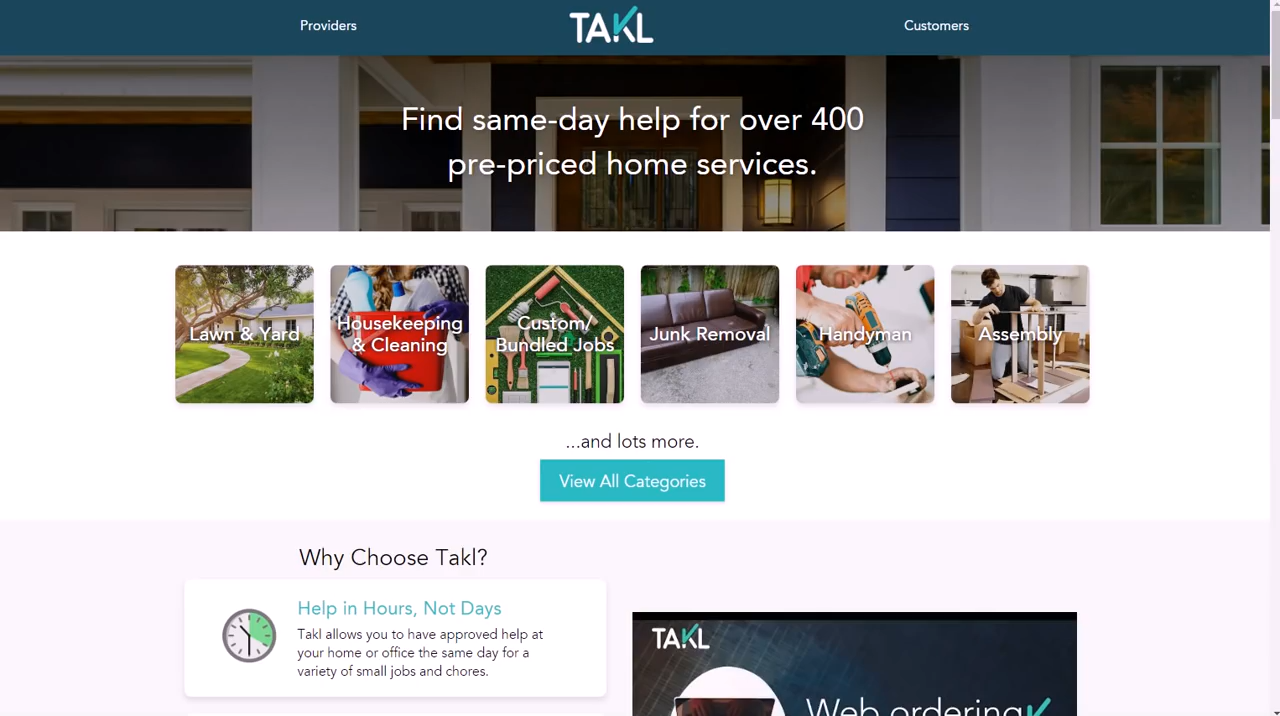 Providers
TAKL
Customers
Find same-day help for over 400
pre-priced home services.
Lawn & Yard
Housekeeping
& Cleaning
Custom/
Bundled Jobs
Junk Removal
Handyman
Assembly
...and lots more.
View All Categories
Why Choose Takl?
Help in Hours, Not Days
Takl allows you to have approved help at
your home or office the same day for a
variety of small jobs and chores.
TAKL
Web ordering